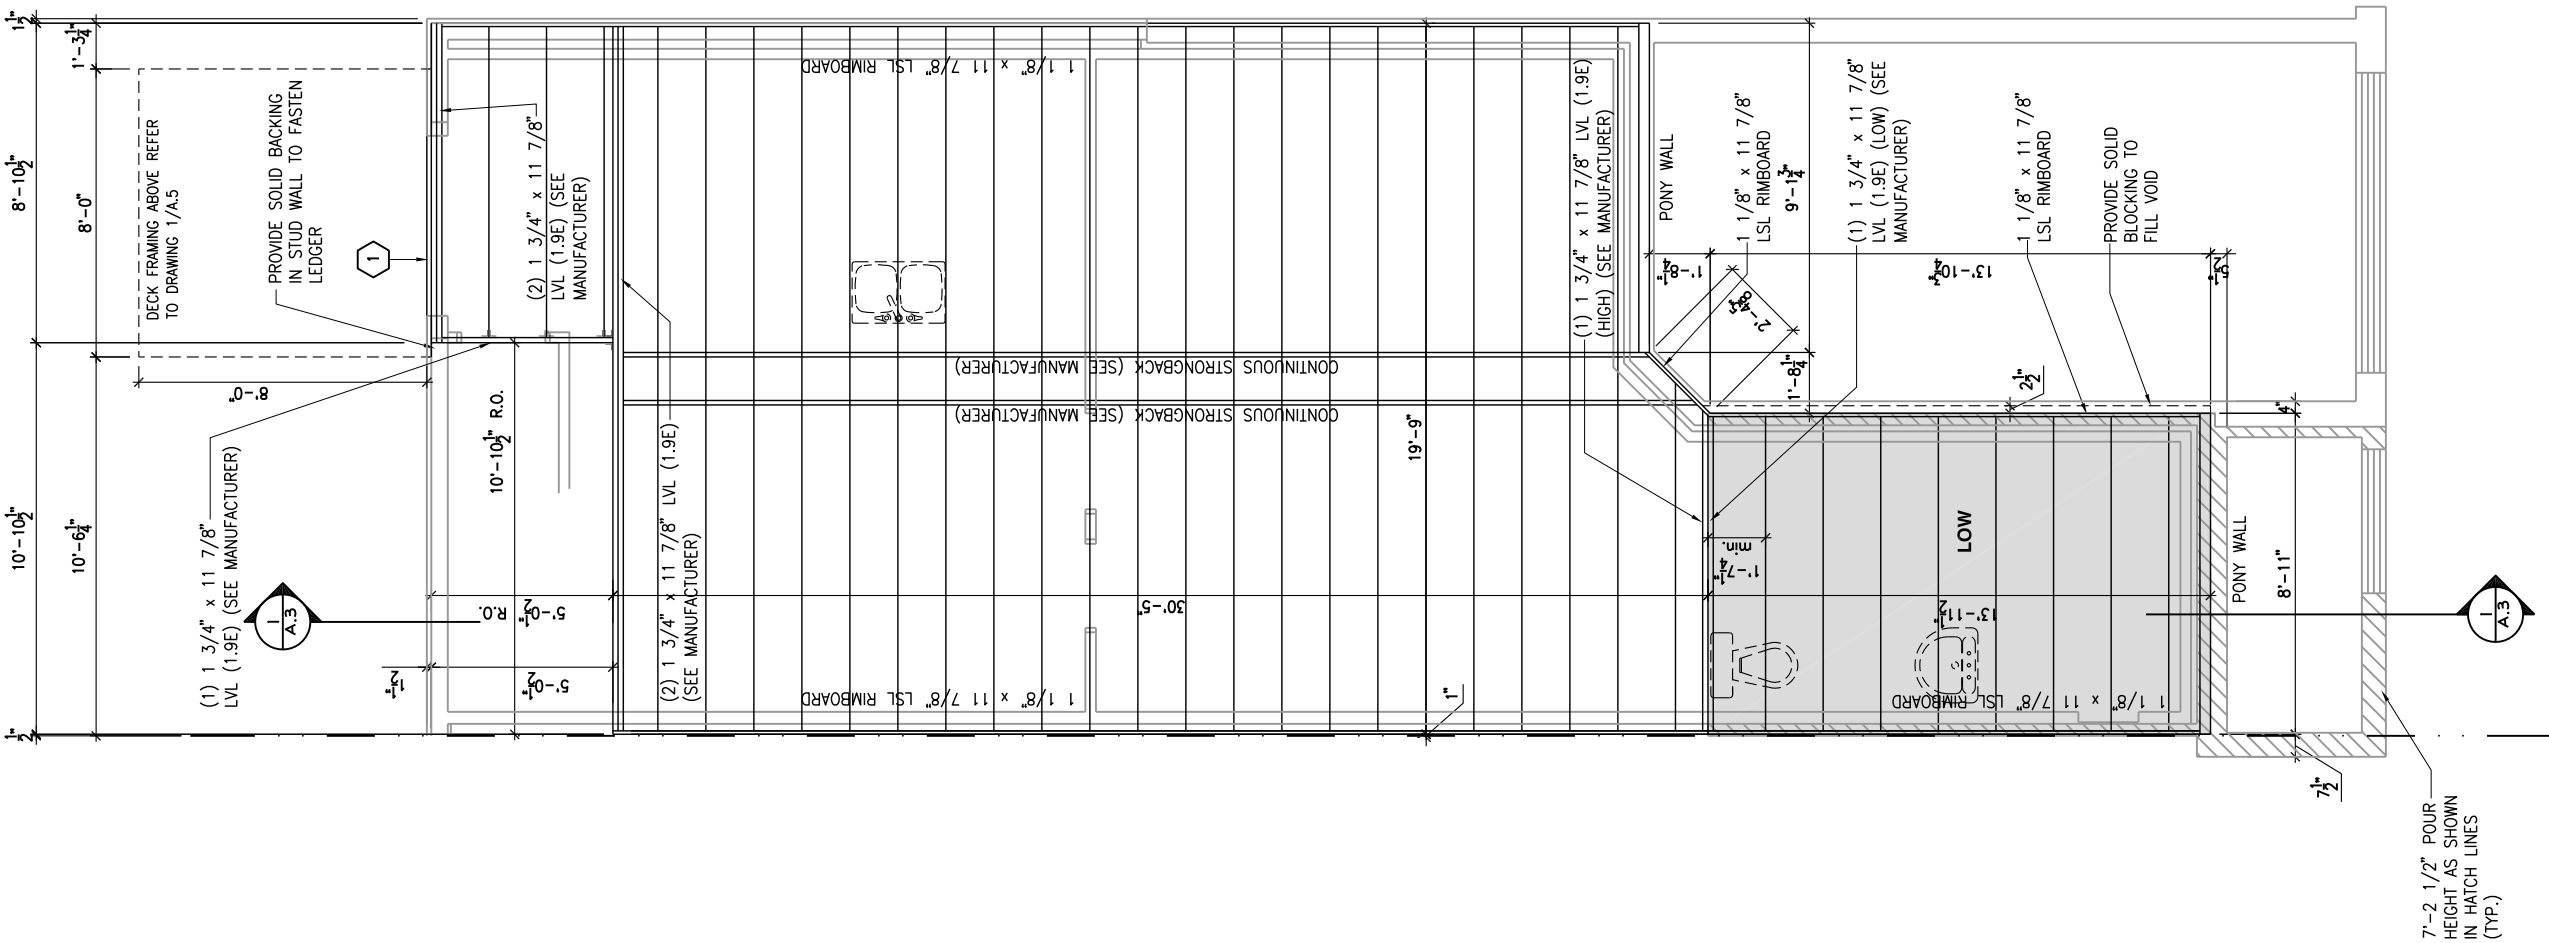 1/2"
8'-10 1/2"
10'-10 1/2"
1/2"
1'-3 1/4"
8'-0"
10'-6 1/4"
DECK FRAMING ABOVE REFER
TO DRAWING 1/A.5
PROVIDE SOLID BACKING
IN STUD WALL TO FASTEN
LEDGER
1
8'-0"
(1) 1 3/4" x 11 7/8"
LVL (1.9E) (SEE MANUFACTURER)
1
A.3
(2) 1 3/4" x 11 7/8"
LVL (1.9E) (SEE
MANUFACTURER)
10'-10 1/2" R.O.
5'-0 1/2"
R.O.
1 1/2"
5'-0 1/2"
(2) 1 3/4" x 11 7/8" LVL (1.9E)
(SEE MANUFACTURER)
1 1/8" x 11 7/8" LSL RIMBOARD
CONTINUOUS STRONGBACK (SEE MANUFACTURER)
CONTINUOUS STRONGBACK (SEE MANUFACTURER)
30'-5"
1 1/8" x 11 7/8" LSL RIMBOARD
19'-9"
1"
(1) 1 3/4" x 11 7/8" LVL (1.9E)
(HIGH) (SEE MANUFACTURER)
PONY WALL
1 1/8" x 11 7/8"
LSL RIMBOARD
9'-1 3/4"
(1) 1 3/4" x 11 7/8"
LVL (1.9E) (LOW) (SEE
MANUFACTURER)
1 1/8" x 11 7/8"
LSL RIMBOARD
PROVIDE SOLID
BLOCKING TO
FILL VOID
1'-8 1/4"
2'-4 5/8"
13'-10 3/4"
5 1/2"
1'-8 1/4"
2 1/2"
4"
LOW
1'-7 1/4"
min.
13'-11 1/2"
1 1/8" x 11 7/8" LSL RIMBOARD
PONY WALL
8'-11"
7 1/2"
1
A.3
7'-2 1/2" POUR
HEIGHT AS SHOWN
IN HATCH LINES
(TYP.)